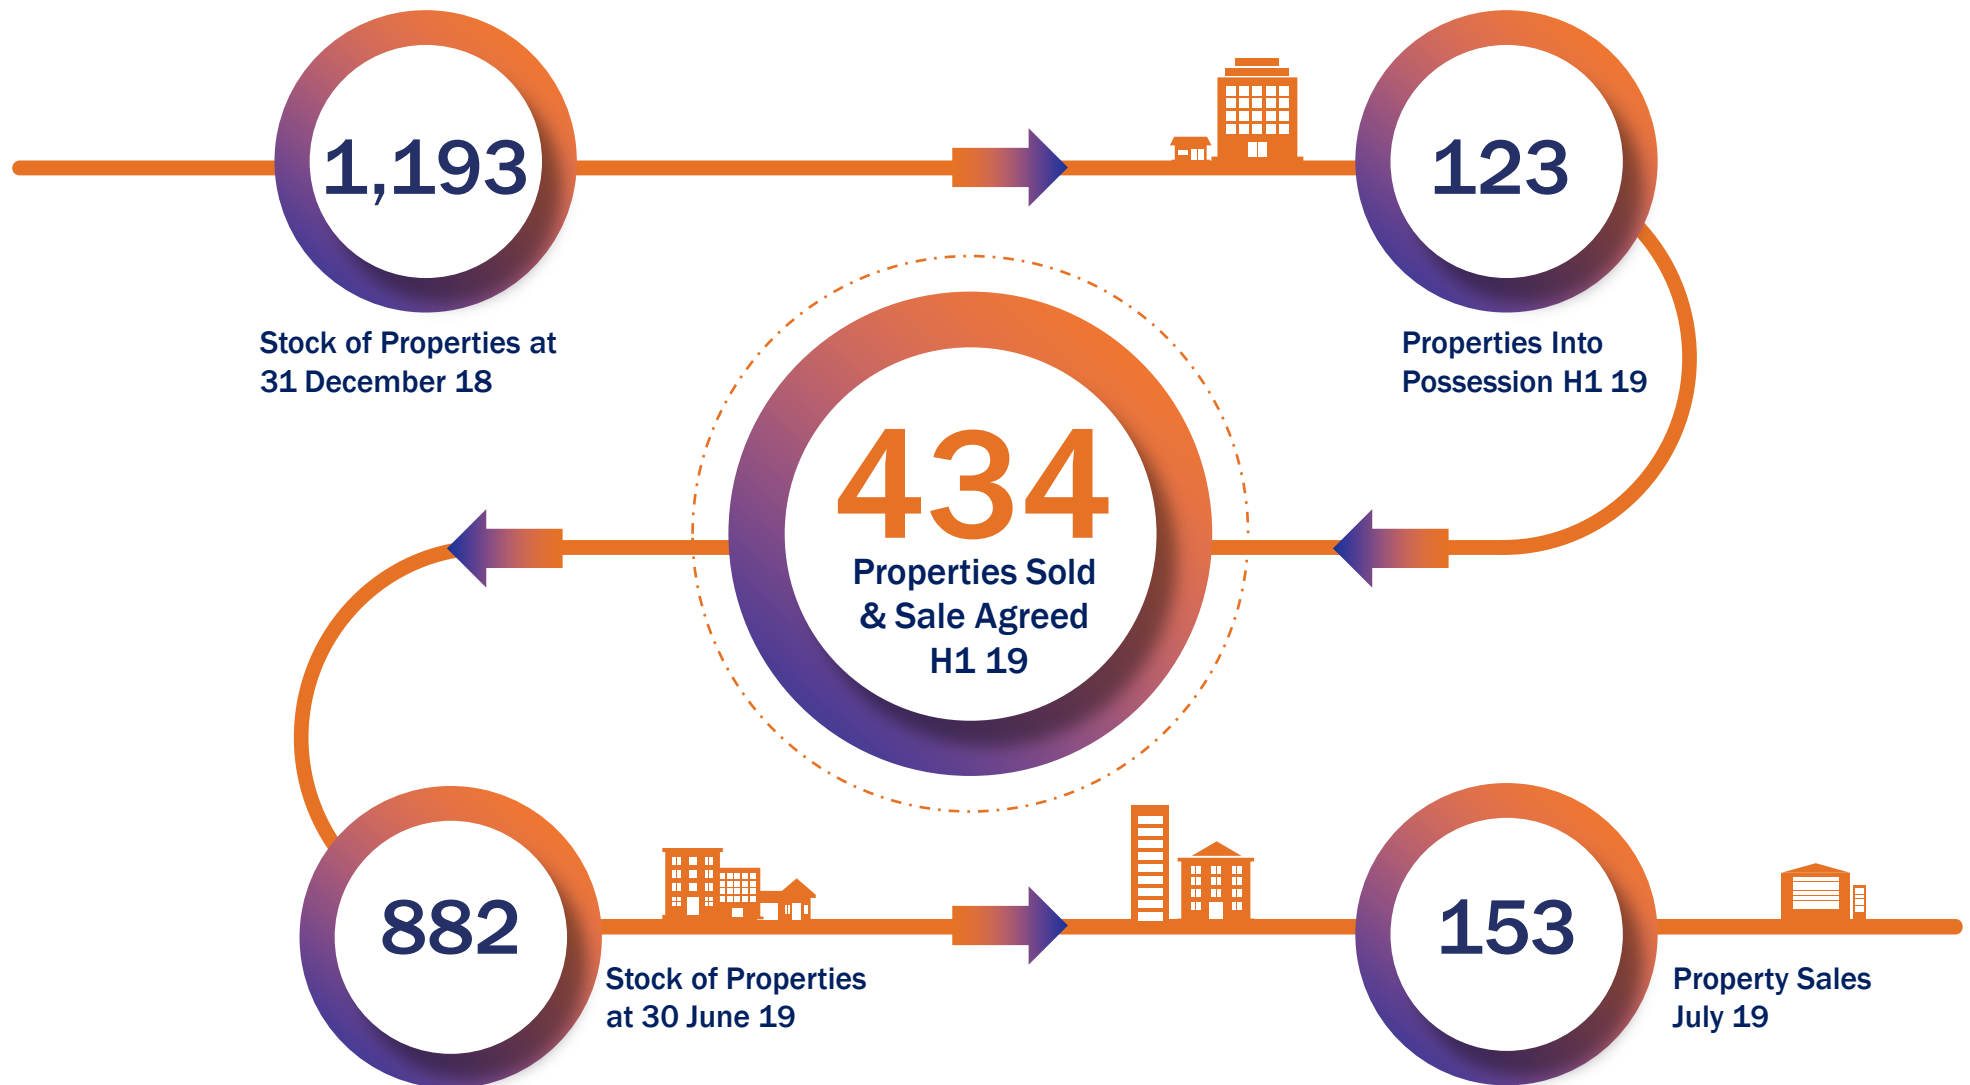 1,193
Stock of Properties at
31 December 18
123
Properties Into
Possession H1 19
434
Properties Sold
& Sale Agreed
H1 19
882
Stock of Properties
at 30 June 19
153
Property Sales
July 19